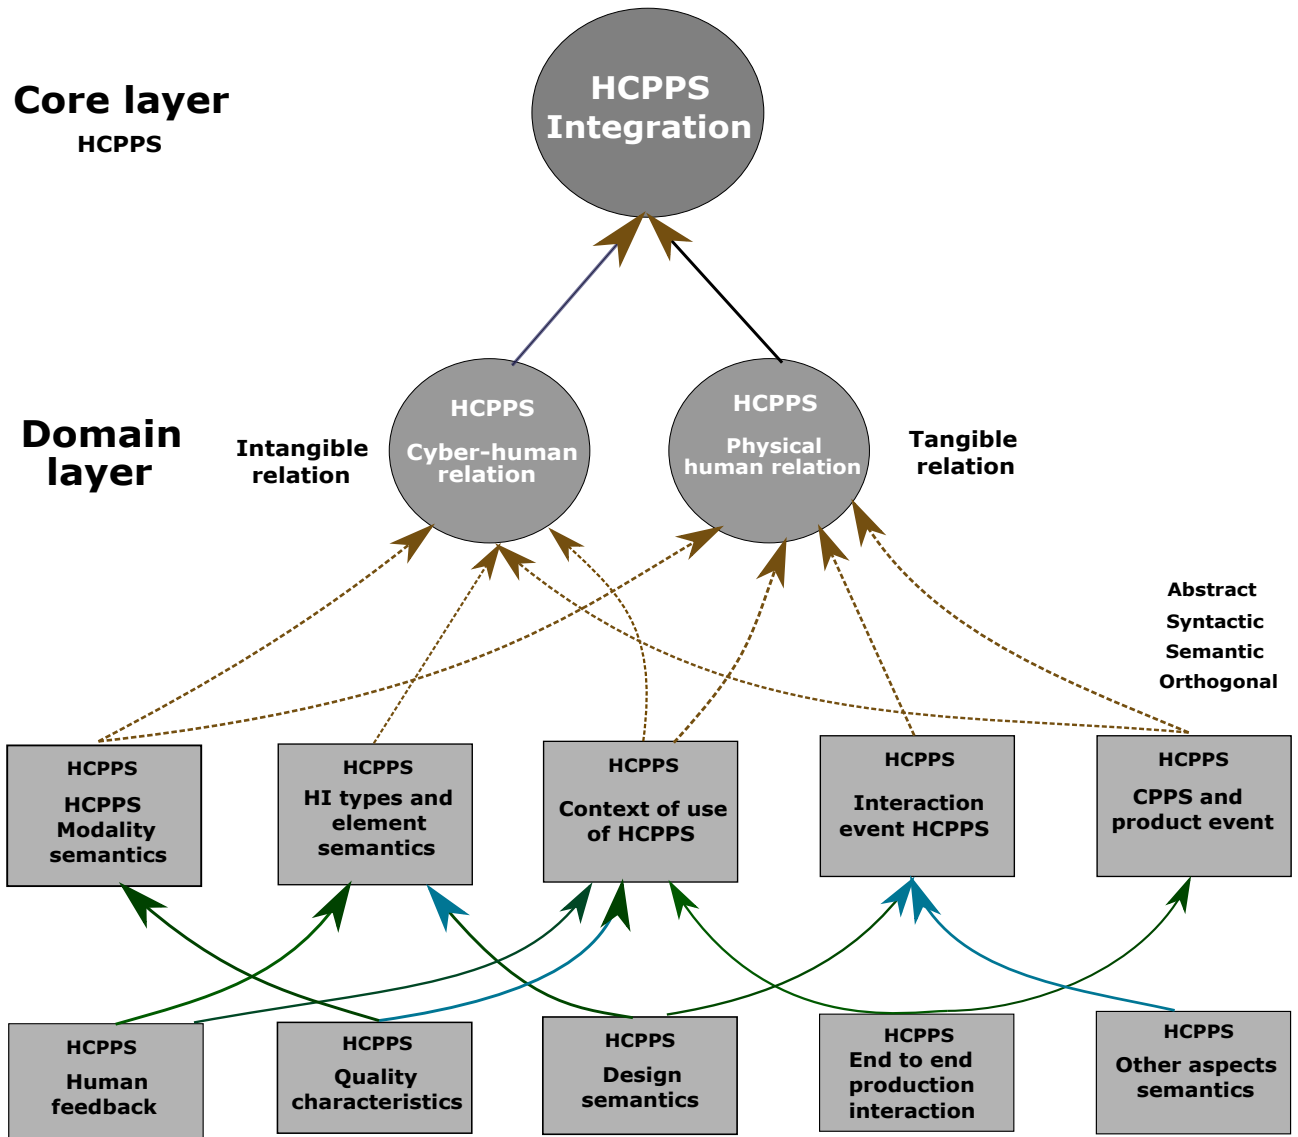 HCPPS
Integration
Core layer
HCPPS
Domain
layer
Intangible
relation
HCPPS
Cyber-human
relation
HCPPS
Physical
human relation
Tangible
relation
Abstract
Syntactic
Semantic
Orthogonal
HCPPS
HCPPS
Modality
semantics
HCPPS
HI types and
element
semantics
HCPPS
Context of use
of HCPPS
HCPPS
Interaction
event HCPPS
HCPPS
CPPS and
product event
HCPPS
Human
feedback
HCPPS
Quality
characteristics
HCPPS
Design
semantics
HCPPS
End to end
production
interaction
HCPPS
Other aspects
semantics